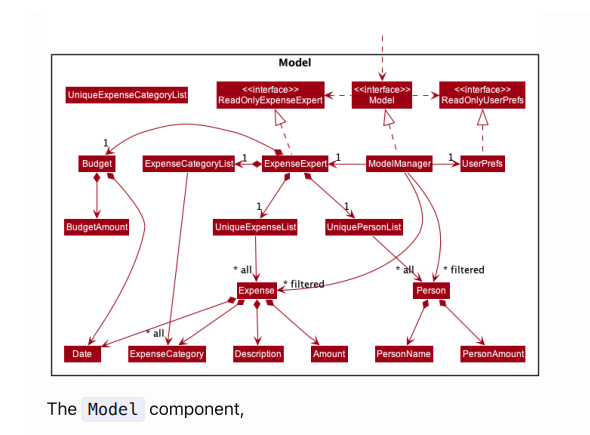 Model
<<interface>> <<interface>> <<interface>>
UniqueExpenseCategoryList ReadOnlyExpenseExpert Model ReadOnlyUserPrefs
1
Budget ExpenseCategoryList 1 ExpenseExpert 1 ModelManager 1 UserPrefs
1 1
BudgetAmount UniqueExpenseList UniquePersonList
* all * filtered * all * filtered
Expense Person
* all
Date ExpenseCategory Description Amount PersonName PersonAmount
The Model component,